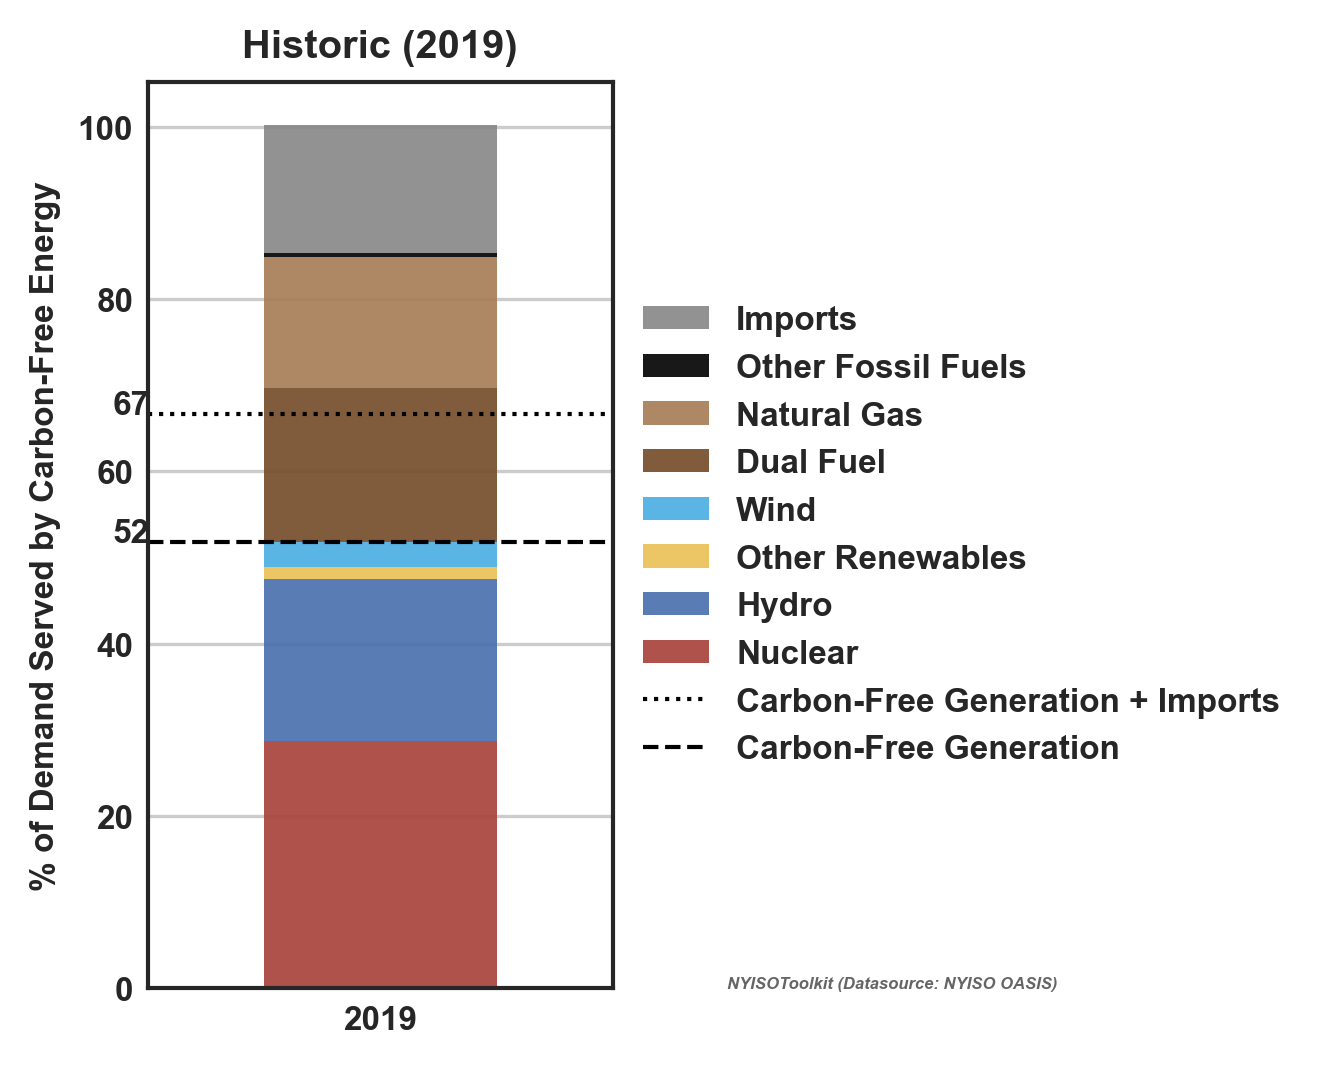 Historic (2019)
% of Demand Served by Carbon-Free Energy
100
80
67
60
52
40
20
0
2019
Imports
Other Fossil Fuels
Natural Gas
Dual Fuel
Wind
Other Renewables
Hydro
Nuclear
Carbon-Free Generation + Imports
Carbon-Free Generation
NYISOToolkit (Datasource: NYISO OASIS)